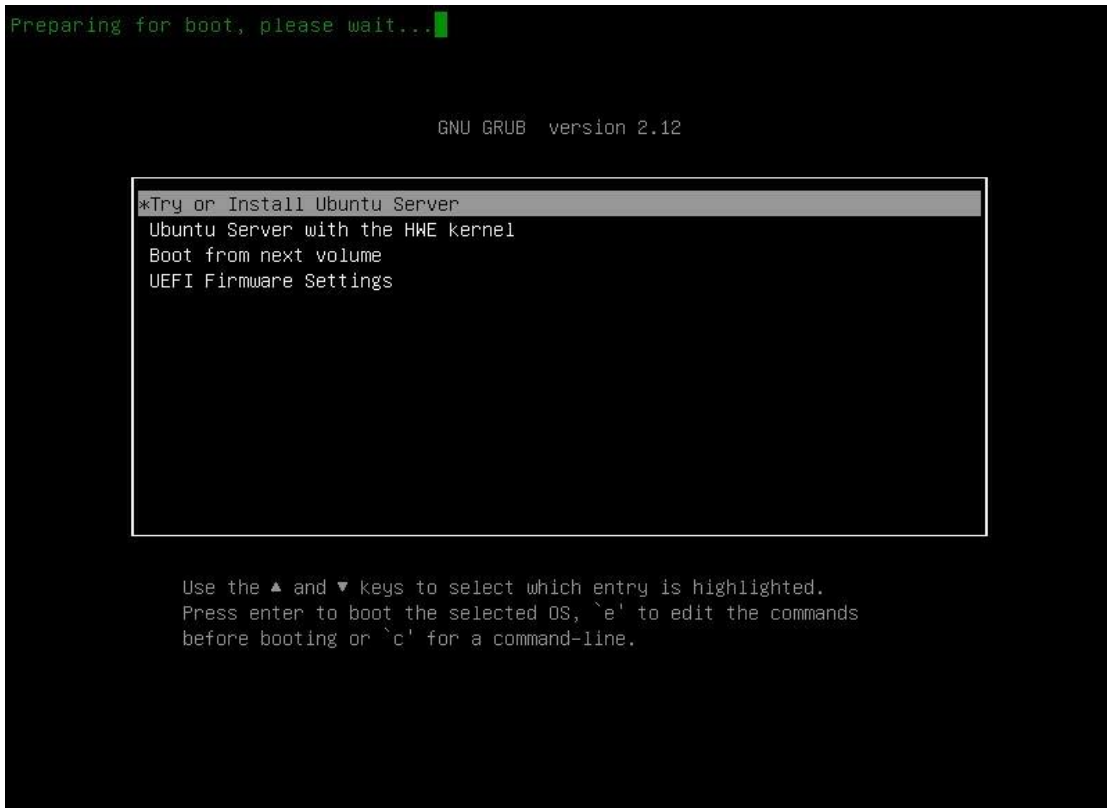 Preparing for boot, please wait...
GNU GRUB version 2.12
*Try or Install Ubuntu Server
Ubuntu Server with the HWE kernel
Boot from next volume
UEFI Firmware Settings
Use the ▲ and ▼ keys to select which entry is highlighted.
Press enter to boot the selected OS, `e' to edit the commands
before booting or `c' for a command-line.